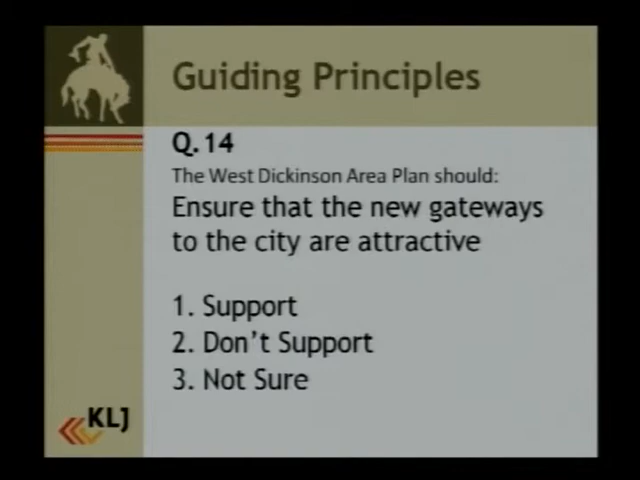 Guiding Principles
Q.14
The West Dickinson Area Plan should:
Ensure that the new gateways
to the city are attractive
1. Support
2. Don't Support
3. Not Sure
KLJ